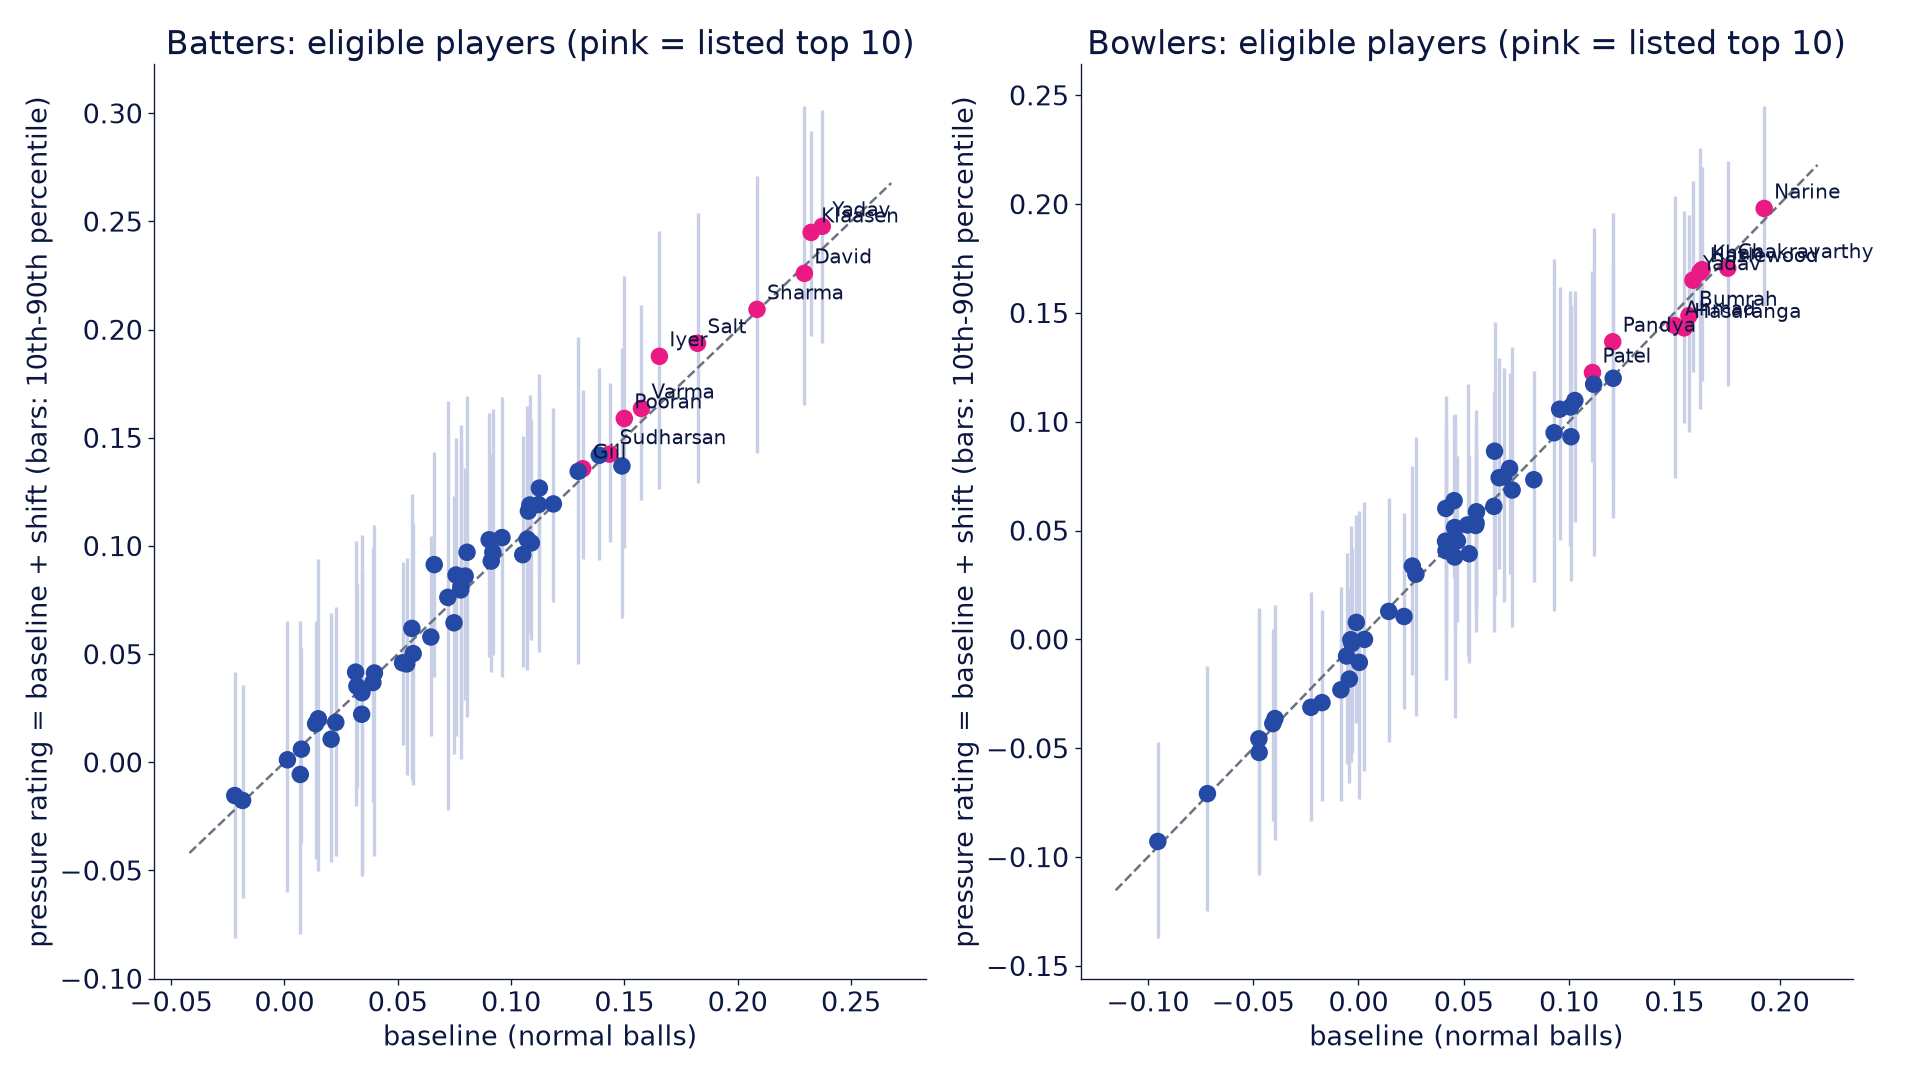 Batters: eligible players (pink = listed top 10)
pressure rating = baseline + shift (bars: 10th-90th percentile)
0.30
0.25
0.20
0.15
0.10
0.05
0.00
−0.05
−0.10
Yadav
Klaasen
David
Sharma
Salt
Iyer
Varma
Pooran
Sudharsan
Gill
−0.05
0.00
0.05
0.10
0.15
0.20
0.25
baseline (normal balls)
Bowlers: eligible players (pink = listed top 10)
pressure rating = baseline + shift (bars: 10th-90th percentile)
0.25
0.20
0.15
0.10
0.05
0.00
−0.05
−0.10
−0.15
Narine
Chakravarthy
Hazlewood
Yadav
Bumrah
Hasaranga
Pandya
Patel
−0.10
−0.05
0.00
0.05
0.10
0.15
0.20
baseline (normal balls)